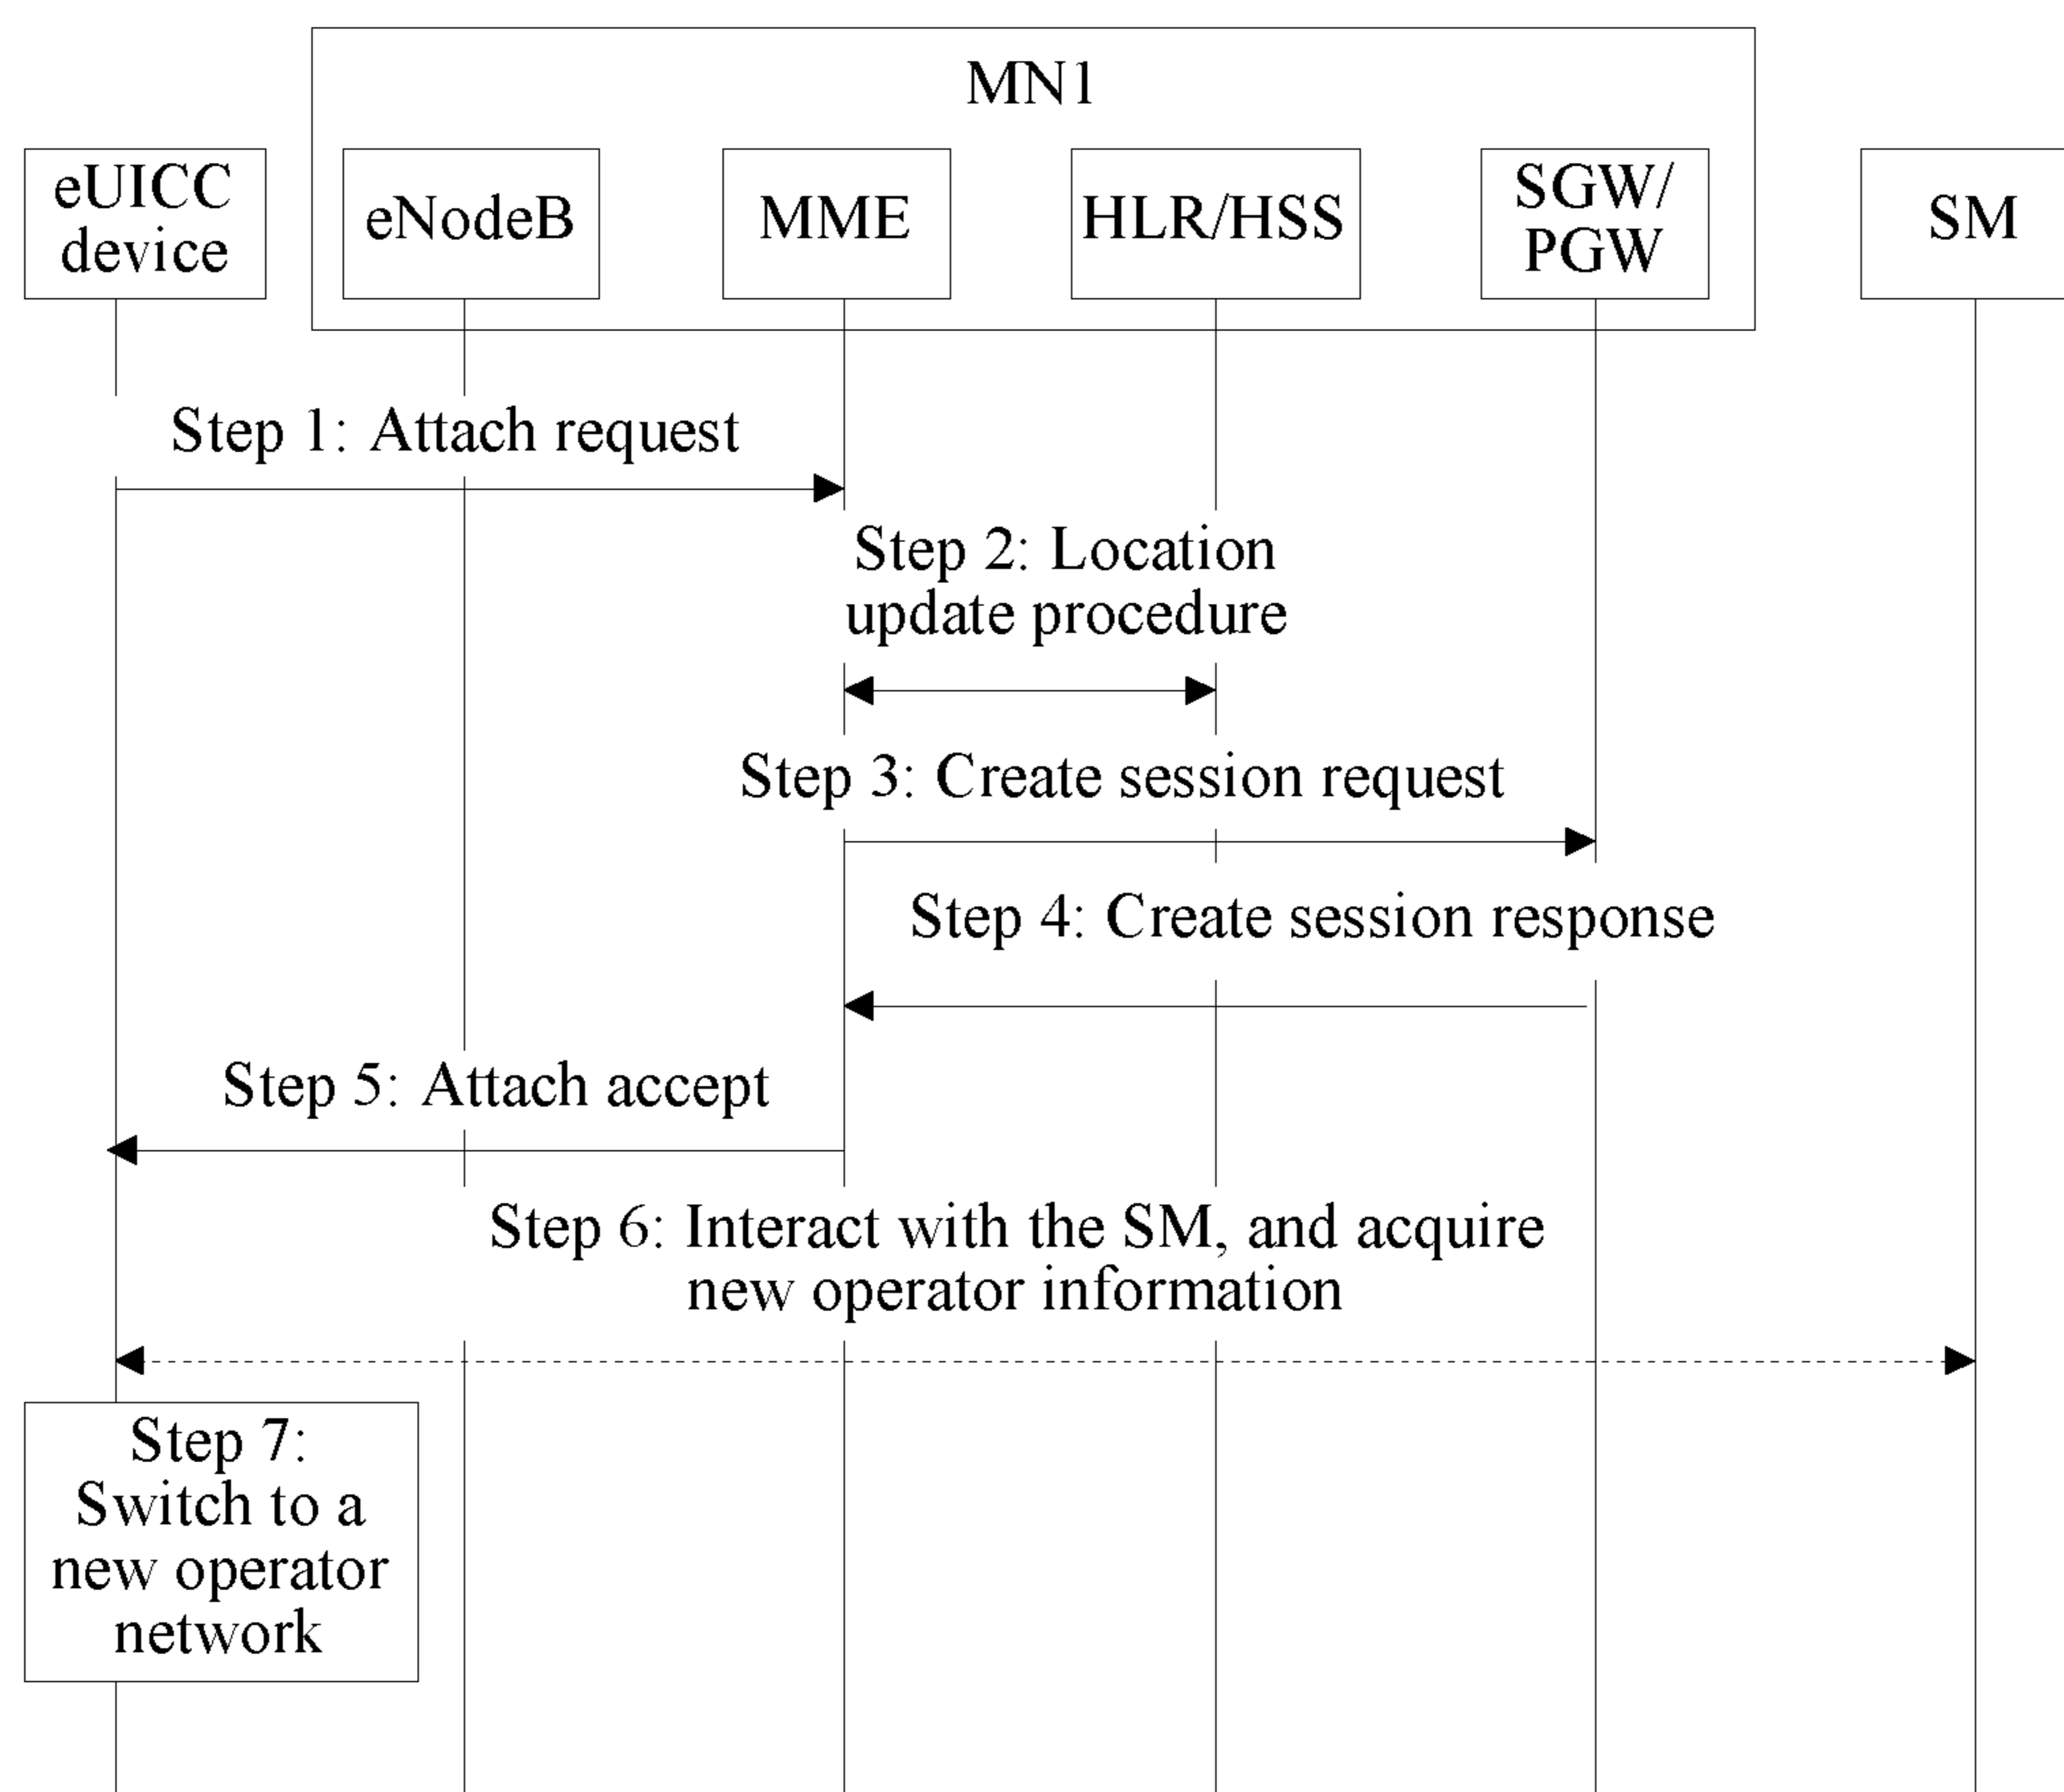 MN1
eUICC
device
eNodeB
MME
HLR/HSS
SGW/
PGW
SM
Step 1: Attach request
Step 2: Location
update procedure
Step 3: Create session request
Step 4: Create session response
Step 5: Attach accept
Step 6: Interact with the SM, and acquire
new operator information
Step 7:
Switch to a
new operator
network